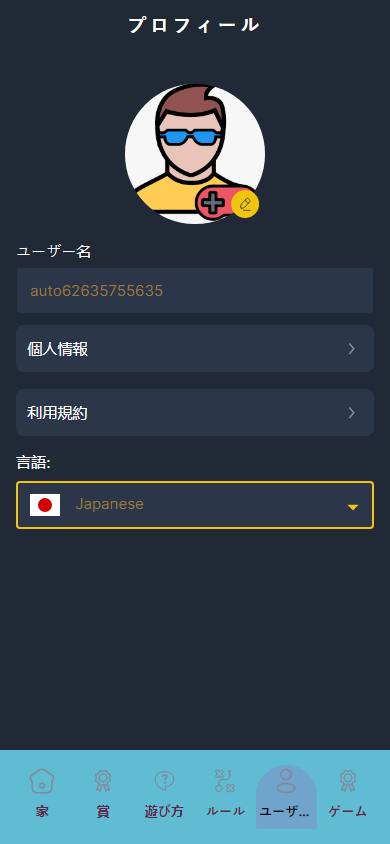 プロフィール
ユーザー名
auto62635755635
個人情報
利用規約
言語:
Japanese
家
賞
遊び方
ルール
ユーザ...
ゲーム